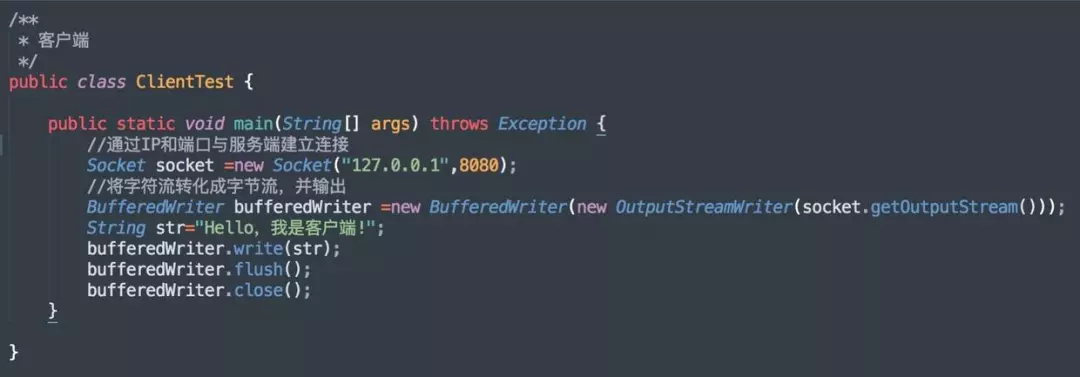 /**
 * 客户端
 */
public class ClientTest {
    public static void main(String[] args) throws Exception {
        //通过IP和端口与服务端建立连接
        Socket socket =new Socket("127.0.0.1",8080);
        //将字符流转化成字节流，并输出
        BufferedWriter bufferedWriter =new BufferedWriter(new OutputStreamWriter(socket.getOutputStream()));
        String str="Hello，我是客户端!";
        bufferedWriter.write(str);
        bufferedWriter.flush();
        bufferedWriter.close();
    }
}